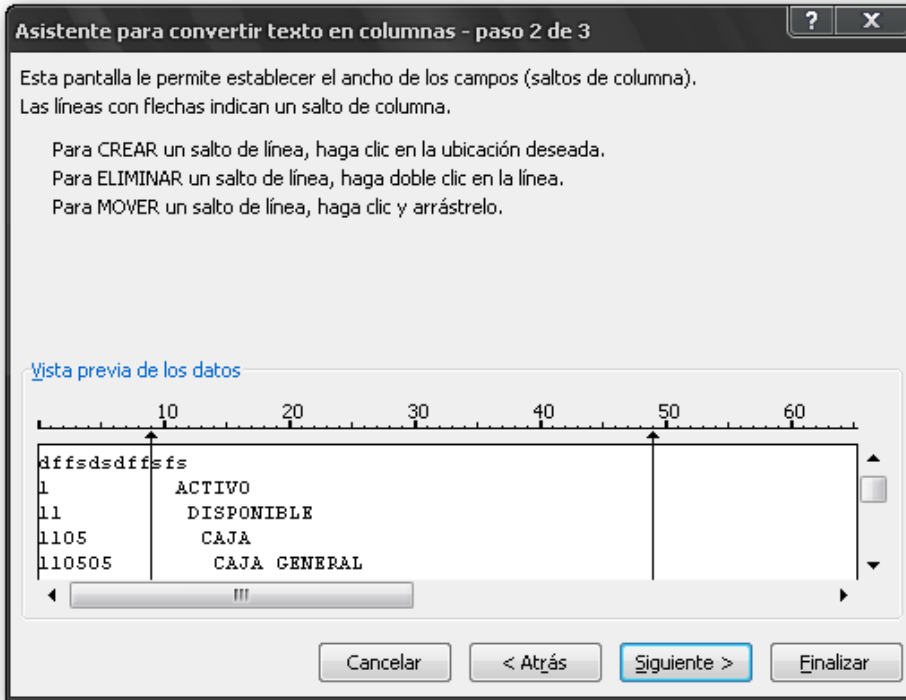 Asistente para convertir texto en columnas - paso 2 de 3
? X
Esta pantalla le permite establecer el ancho de los campos (saltos de columna).
Las líneas con flechas indican un salto de columna.
Para CREAR un salto de línea, haga clic en la ubicación deseada.
Para ELIMINAR un salto de línea, haga doble clic en la línea.
Para MOVER un salto de línea, haga clic y arrástrelo.
Vista previa de los datos
10 20 30 40 50 60
dffsdsdffsfs
1 ACTIVO
11 DISPONIBLE
1105 CAJA
110505 CAJA GENERAL
Cancelar < Atrás Siguiente > Finalizar